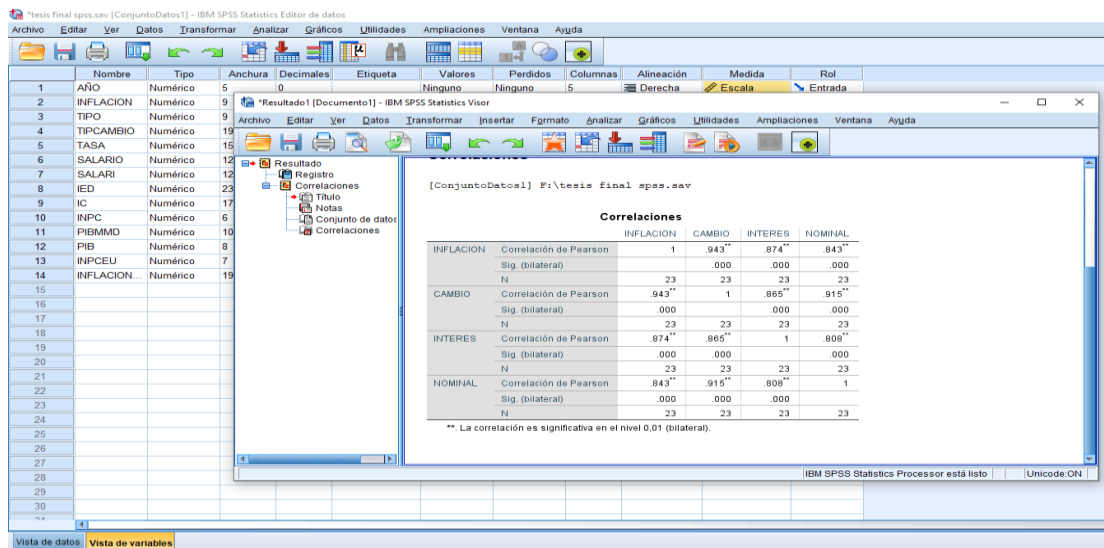 *tesis final spss.sav [ConjuntoDatos1] - IBM SPSS Statistics Editor de datos
Archivo Editar Ver Datos Transformar Analizar Gráficos Utilidades Ampliaciones Ventana Ayuda
Nombre Tipo Anchura Decimales Etiqueta Valores Perdidos Columnas Alineación Medida Rol
1 AÑO Numérico 5 0 Ninguno Ninguno 5 Derecha Escala Entrada
2 INFLACION Numérico 9
3 TIPO Numérico 9
4 TIPCAMBIO Numérico 19
5 TASA Numérico 15
6 SALARIO Numérico 12
7 SALARI Numérico 12
8 IED Numérico 23
9 IC Numérico 17
10 INPC Numérico 6
11 PIBMMD Numérico 10
12 PIB Numérico 8
13 INPCEU Numérico 7
14 INFLACION... Numérico 19
15
16
17
18
19
20
21
22
23
24
25
26
27
28
29
30
*Resultado1 [Documento1] - IBM SPSS Statistics Visor
Archivo Editar Ver Datos Transformar Insertar Formato Analizar Gráficos Utilidades Ampliaciones Ventana Ayuda
Resultado
Registro
Correlaciones
Título
Notas
Conjunto de datos
Correlaciones
[ConjuntoDatos1] F:\tesis final spss.sav
Correlaciones
INFLACION CAMBIO INTERES NOMINAL
INFLACION Correlación de Pearson 1 .943** .874** .843**
Sig. (bilateral) .000 .000 .000
N 23 23 23 23
CAMBIO Correlación de Pearson .943** 1 .865** .915**
Sig. (bilateral) .000 .000 .000
N 23 23 23 23
INTERES Correlación de Pearson .874** .865** 1 .808**
Sig. (bilateral) .000 .000 .000
N 23 23 23 23
NOMINAL Correlación de Pearson .843** .915** .808** 1
Sig. (bilateral) .000 .000 .000
N 23 23 23 23
**. La correlación es significativa en el nivel 0,01 (bilateral).
IBM SPSS Statistics Processor está listo Unicode:ON
Vista de datos Vista de variables